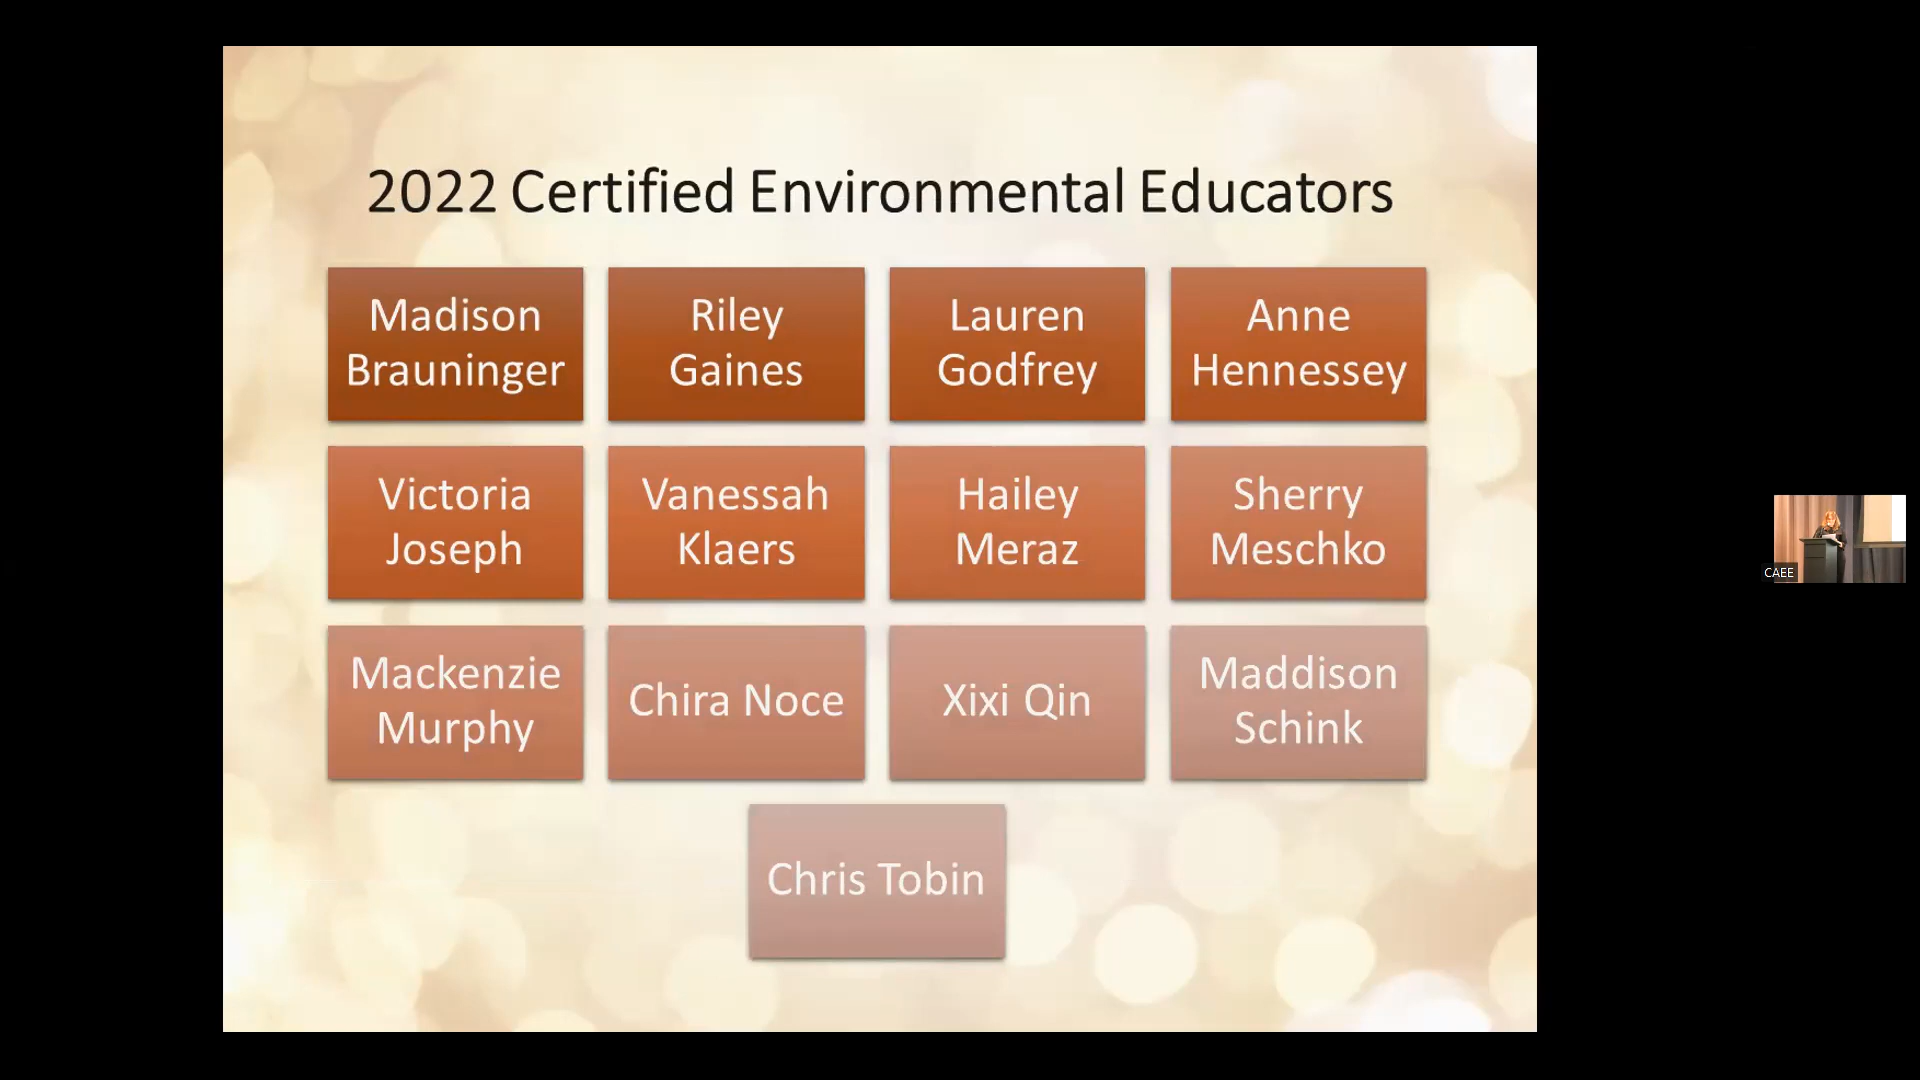 2022 Certified Environmental Educators
Madison
Brauninger
Riley
Gaines
Lauren
Godfrey
Anne
Hennessey
Victoria
Joseph
Vanessah
Klaers
Hailey
Meraz
Sherry
Meschko
Mackenzie
Murphy
Chira Noce
Xixi Qin
Maddison
Schink
Chris Tobin
CAEE